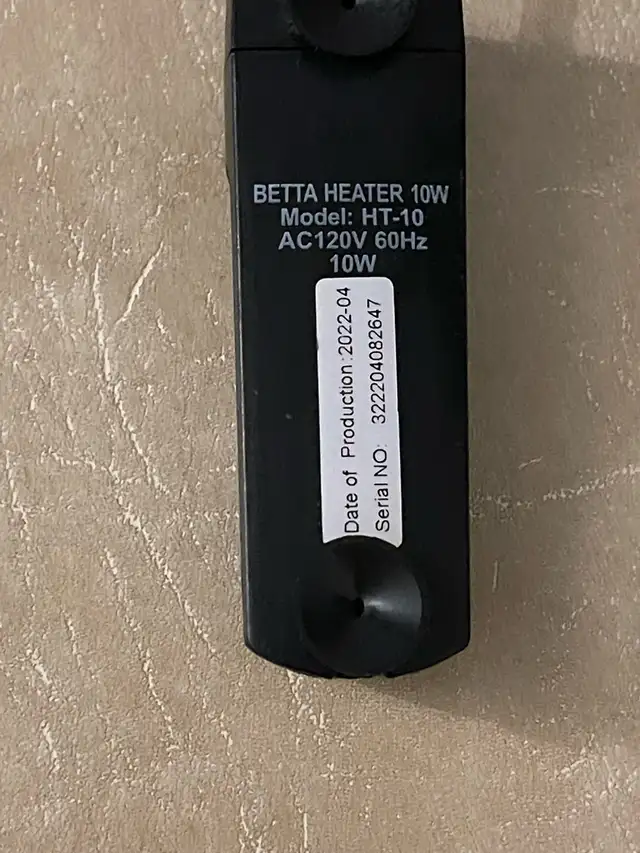 BETTA HEATER 10W
Model: HT-10
AC120V 60Hz
10W
Date of Production:2022-04
Serial NO: 322204082647